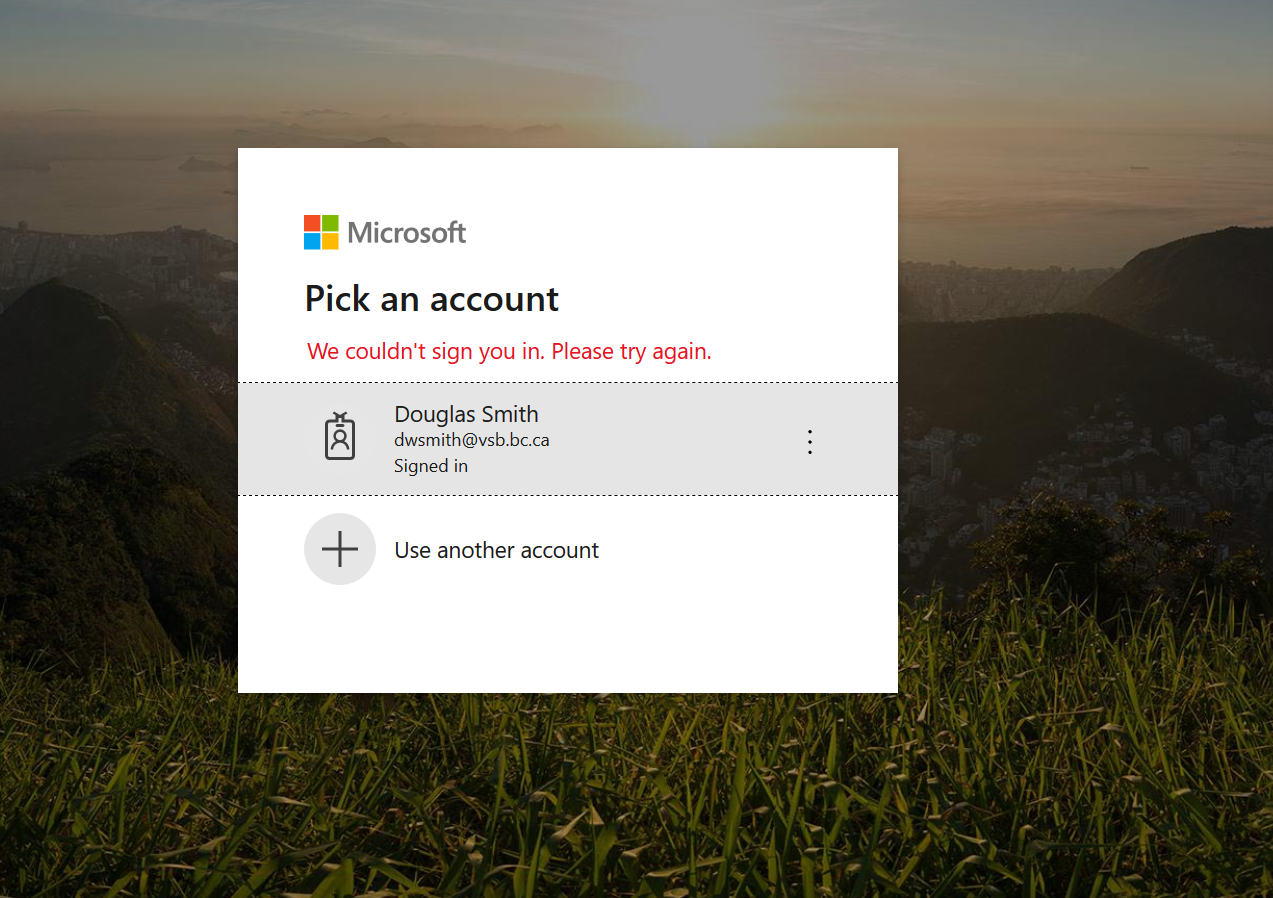 Microsoft
Pick an account
We couldn't sign you in. Please try again.
Douglas Smith
dwsmith@vsb.bc.ca
Signed in
Use another account